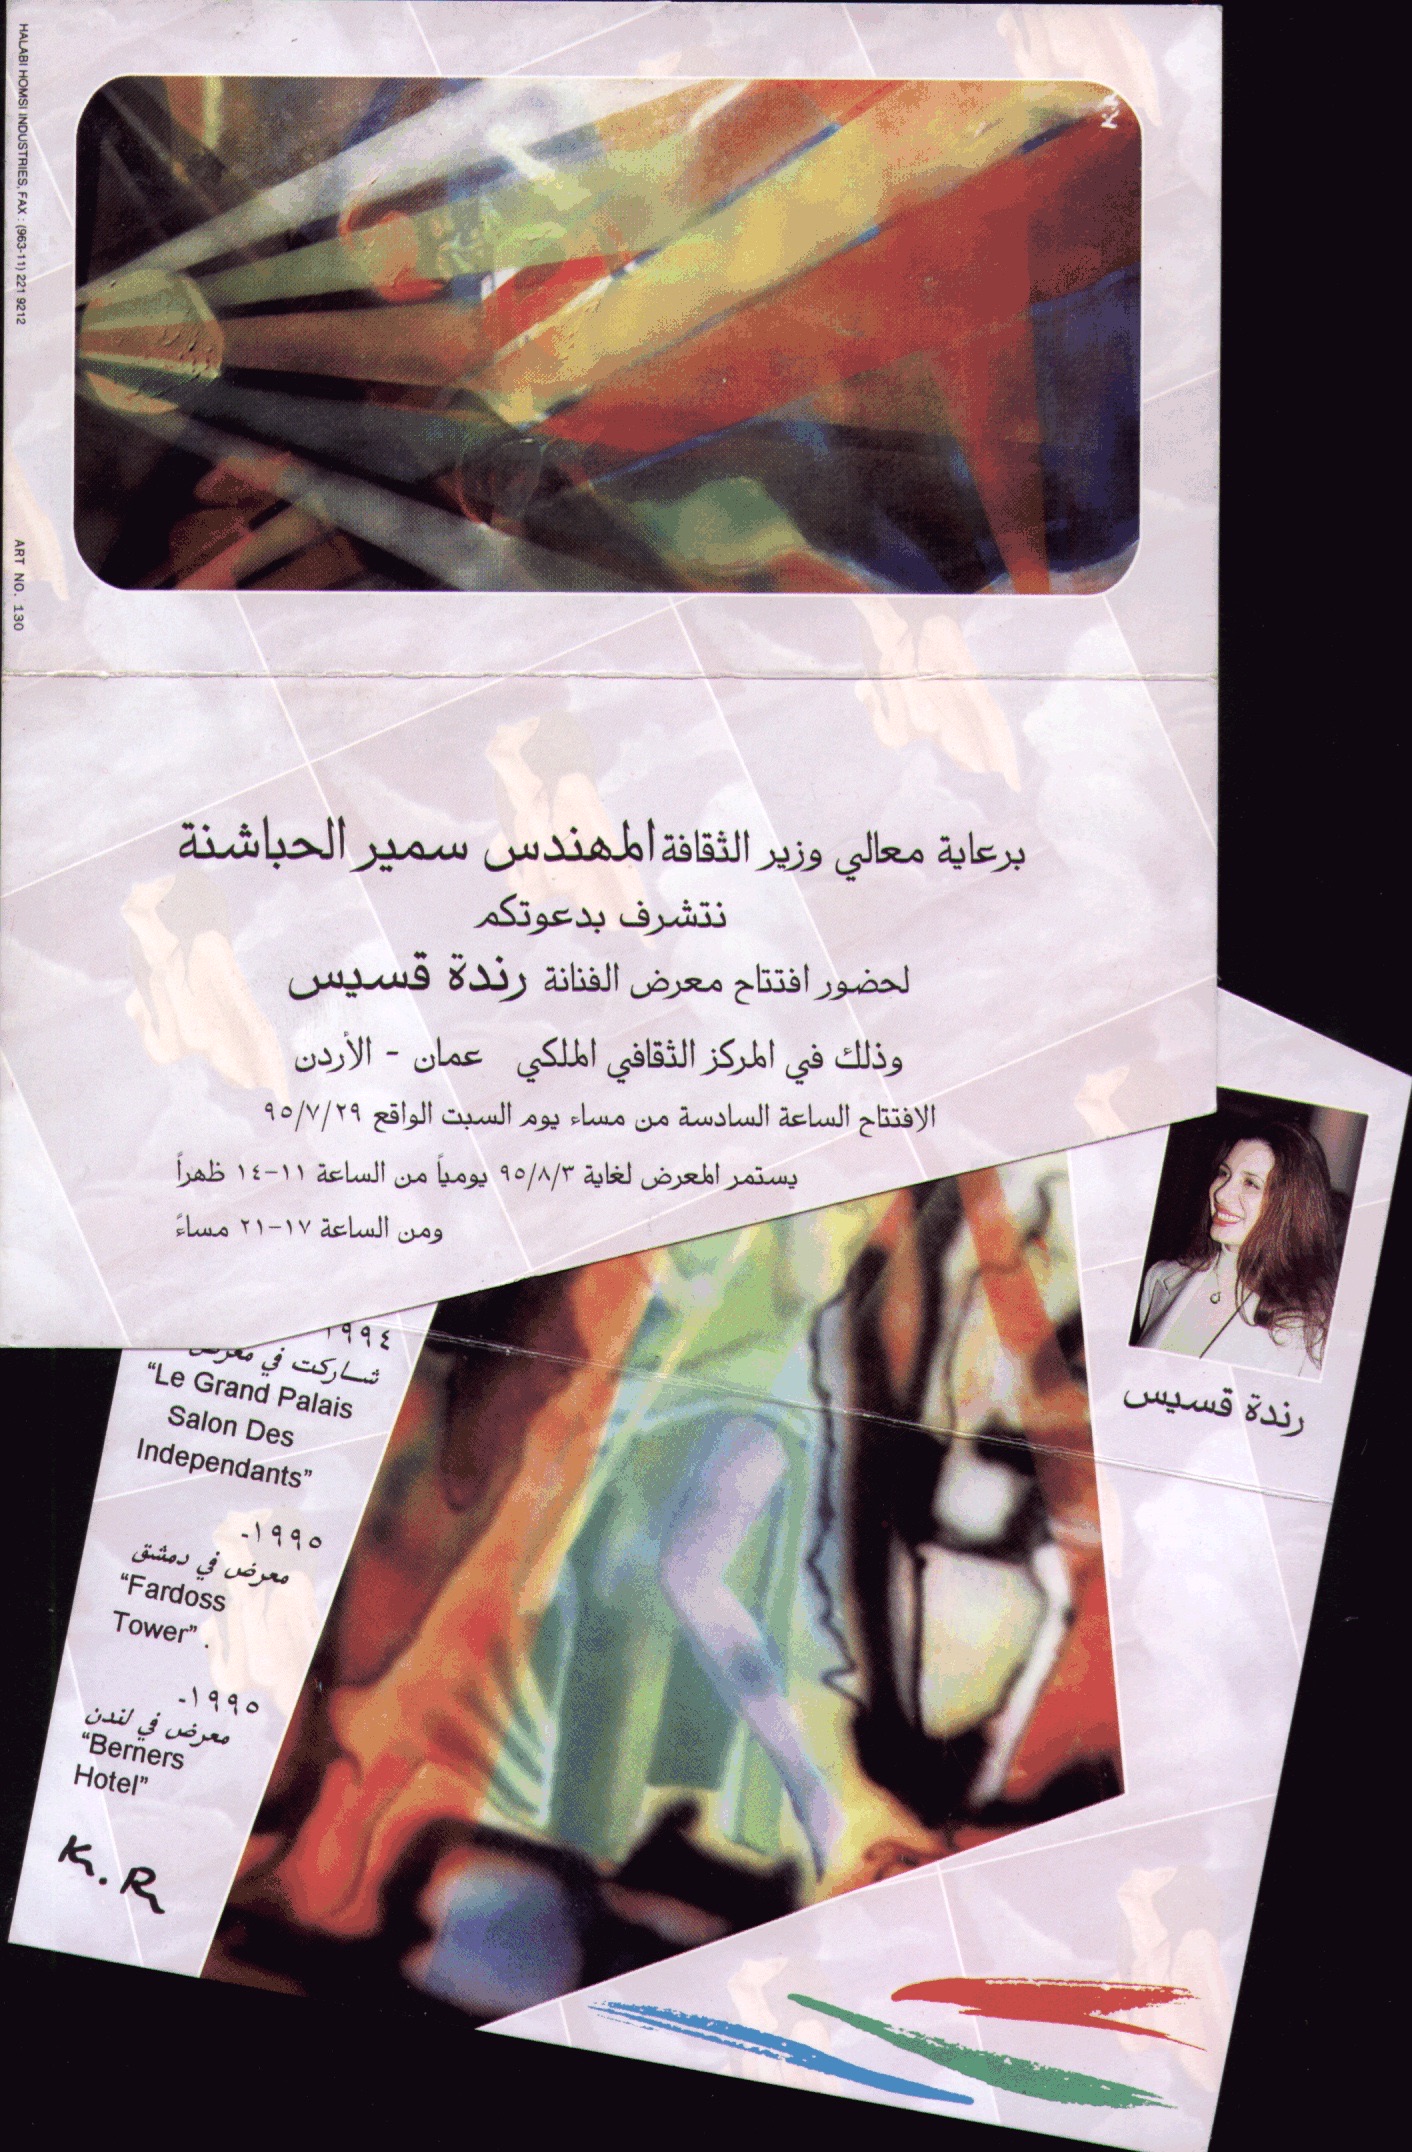 HALABI HOMSI INDUSTRIES, FAX : (963-11) 221 9212
ART NO. 130
برعاية معالي وزير الثقافة المهندس سمير الحباشنة
نتشرف بدعوتكم
لحضور افتتاح معرض الفنانة رندة قسيس
وذلك في المركز الثقافي الملكي عمان - الأردن
الافتتاح الساعة السادسة من مساء يوم السبت الواقع ٩٥/٧/٢٩
يستمر المعرض لغاية ٩٥/٨/٣ يومياً من الساعة ١١-١٤ ظهراً
ومن الساعة ١٧-٢١ مساءً
رندة قسيس
١٩٩٤
شاركت في معرض
“Le Grand Palais
Salon Des
Independants”
١٩٩٥-
معرض في دمشق
“Fardoss
Tower” .
١٩٩٥-
معرض في لندن
“Berners
Hotel”
K. R